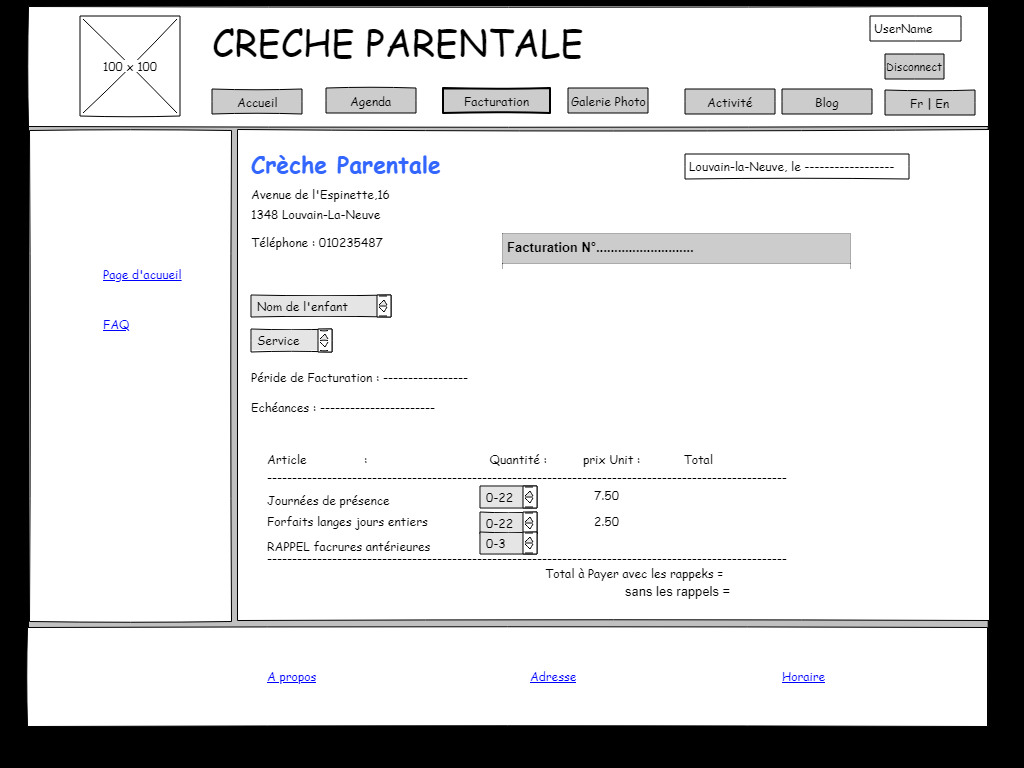 100 x 100
CRECHE PARENTALE
UserName
Disconnect
Accueil Agenda Facturation Galerie Photo Activité Blog Fr | En
Crèche Parentale
Louvain-la-Neuve, le ------------------
Avenue de l'Espinette,16
1348 Louvain-La-Neuve
Téléphone : 010235487
Facturation N°...........................
Page d'acuueil
FAQ
Nom de l'enfant
Service
Péride de Facturation : -----------------
Echéances : -----------------------
Article : Quantité : prix Unit : Total
Journées de présence 0-22 7.50
Forfaits langes jours entiers 0-22 2.50
RAPPEL facrures antérieures 0-3
Total à Payer avec les rappeks =
sans les rappels =
A propos Adresse Horaire